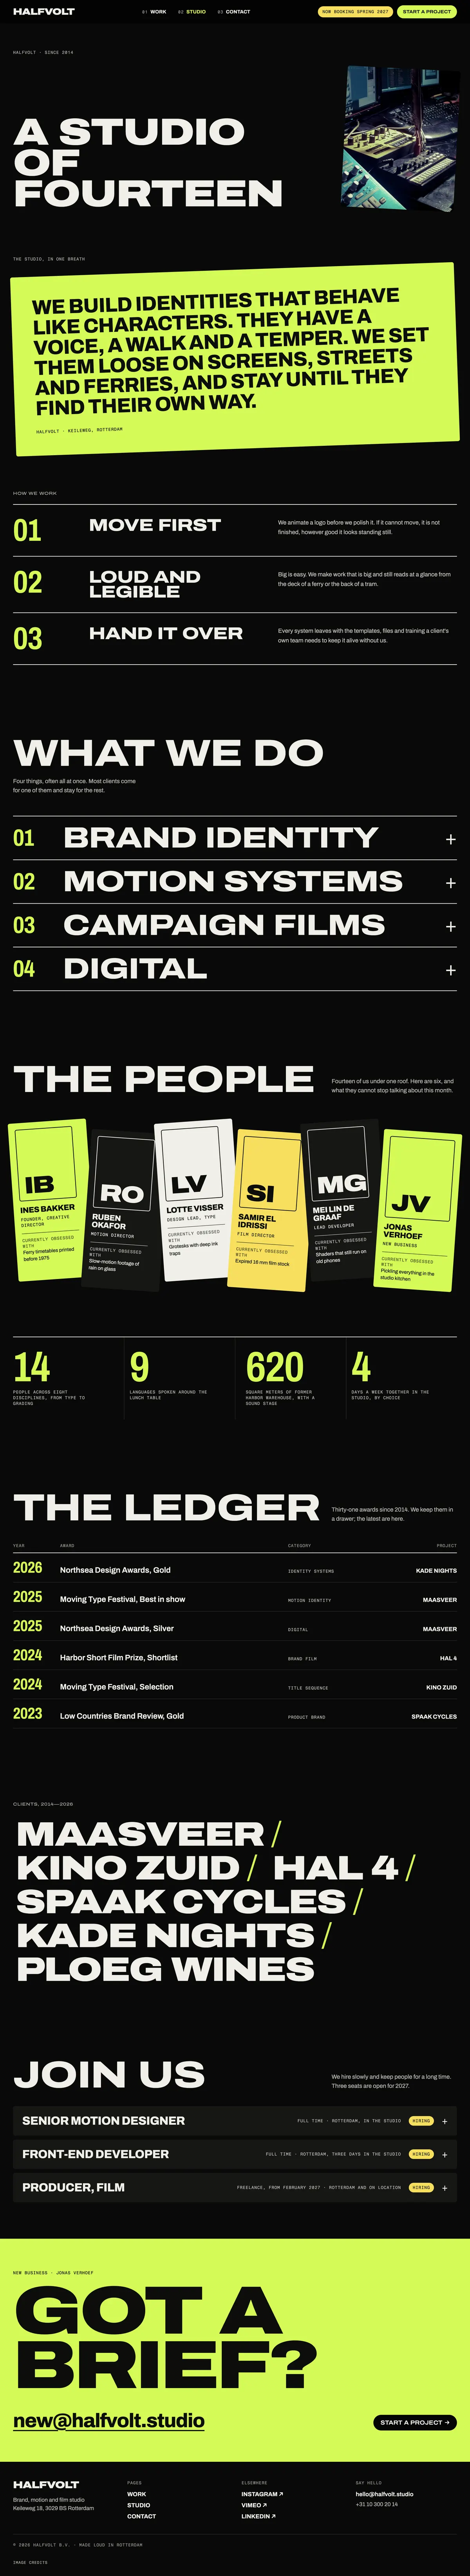 HALFVOLT
01 WORK 02 STUDIO 03 CONTACT
NOW BOOKING SPRING 2027
START A PROJECT
HALFVOLT · SINCE 2014
A STUDIO
OF
FOURTEEN
THE STUDIO, IN ONE BREATH
WE BUILD IDENTITIES THAT BEHAVE
LIKE CHARACTERS. THEY HAVE A
VOICE, A WALK AND A TEMPER. WE SET
THEM LOOSE ON SCREENS, STREETS
AND FERRIES, AND STAY UNTIL THEY
FIND THEIR OWN WAY.
HALFVOLT · KEILEWEG, ROTTERDAM
HOW WE WORK
01
MOVE FIRST
We animate a logo before we polish it. If it cannot move, it is not
finished, however good it looks standing still.
02
LOUD AND
LEGIBLE
Big is easy. We make work that is big and still reads at a glance from
the deck of a ferry or the back of a tram.
03
HAND IT OVER
Every system leaves with the templates, files and training a client's
own team needs to keep it alive without us.
WHAT WE DO
Four things, often all at once. Most clients come
for one of them and stay for the rest.
01 BRAND IDENTITY +
02 MOTION SYSTEMS +
03 CAMPAIGN FILMS +
04 DIGITAL +
THE PEOPLE
Fourteen of us under one roof. Here are six, and
what they cannot stop talking about this month.
IB
INES BAKKER
FOUNDER, CREATIVE
DIRECTOR
CURRENTLY OBSESSED
WITH
Ferry timetables printed
before 1975
RO
RUBEN
OKAFOR
MOTION DIRECTOR
CURRENTLY OBSESSED
WITH
Slow-motion footage of
rain on glass
LV
LOTTE VISSER
DESIGN LEAD, TYPE
CURRENTLY OBSESSED
WITH
Grotesks with deep ink
traps
SI
SAMIR EL
IDRISSI
FILM DIRECTOR
CURRENTLY OBSESSED
WITH
Expired 16 mm film stock
MG
MEI LIN DE
GRAAF
LEAD DEVELOPER
CURRENTLY OBSESSED
WITH
Shaders that still run on
old phones
JV
JONAS
VERHOEF
NEW BUSINESS
CURRENTLY OBSESSED
WITH
Pickling everything in the
studio kitchen
14
PEOPLE ACROSS EIGHT
DISCIPLINES, FROM TYPE TO
GRADING
9
LANGUAGES SPOKEN AROUND THE
LUNCH TABLE
620
SQUARE METERS OF FORMER
HARBOR WAREHOUSE, WITH A
SOUND STAGE
4
DAYS A WEEK TOGETHER IN THE
STUDIO, BY CHOICE
THE LEDGER
Thirty-one awards since 2014. We keep them in
a drawer; the latest are here.
YEAR AWARD CATEGORY PROJECT
2026 Northsea Design Awards, Gold IDENTITY SYSTEMS KADE NIGHTS
2025 Moving Type Festival, Best in show MOTION IDENTITY MAASVEER
2025 Northsea Design Awards, Silver DIGITAL MAASVEER
2024 Harbor Short Film Prize, Shortlist BRAND FILM HAL 4
2024 Moving Type Festival, Selection TITLE SEQUENCE KINO ZUID
2023 Low Countries Brand Review, Gold PRODUCT BRAND SPAAK CYCLES
CLIENTS, 2014—2026
MAASVEER /
KINO ZUID / HAL 4 /
SPAAK CYCLES /
KADE NIGHTS /
PLOEG WINES
JOIN US
We hire slowly and keep people for a long time.
Three seats are open for 2027.
SENIOR MOTION DESIGNER FULL TIME · ROTTERDAM, IN THE STUDIO HIRING +
FRONT-END DEVELOPER FULL TIME · ROTTERDAM, THREE DAYS IN THE STUDIO HIRING +
PRODUCER, FILM FREELANCE, FROM FEBRUARY 2027 · ROTTERDAM AND ON LOCATION HIRING +
NEW BUSINESS · JONAS VERHOEF
GOT A
BRIEF?
new@halfvolt.studio
START A PROJECT →
HALFVOLT
Brand, motion and film studio
Keileweg 18, 3029 BS Rotterdam
PAGES
WORK
STUDIO
CONTACT
ELSEWHERE
INSTAGRAM ↗
VIMEO ↗
LINKEDIN ↗
SAY HELLO
hello@halfvolt.studio
+31 10 300 20 14
© 2026 HALFVOLT B.V. · MADE LOUD IN ROTTERDAM
IMAGE CREDITS